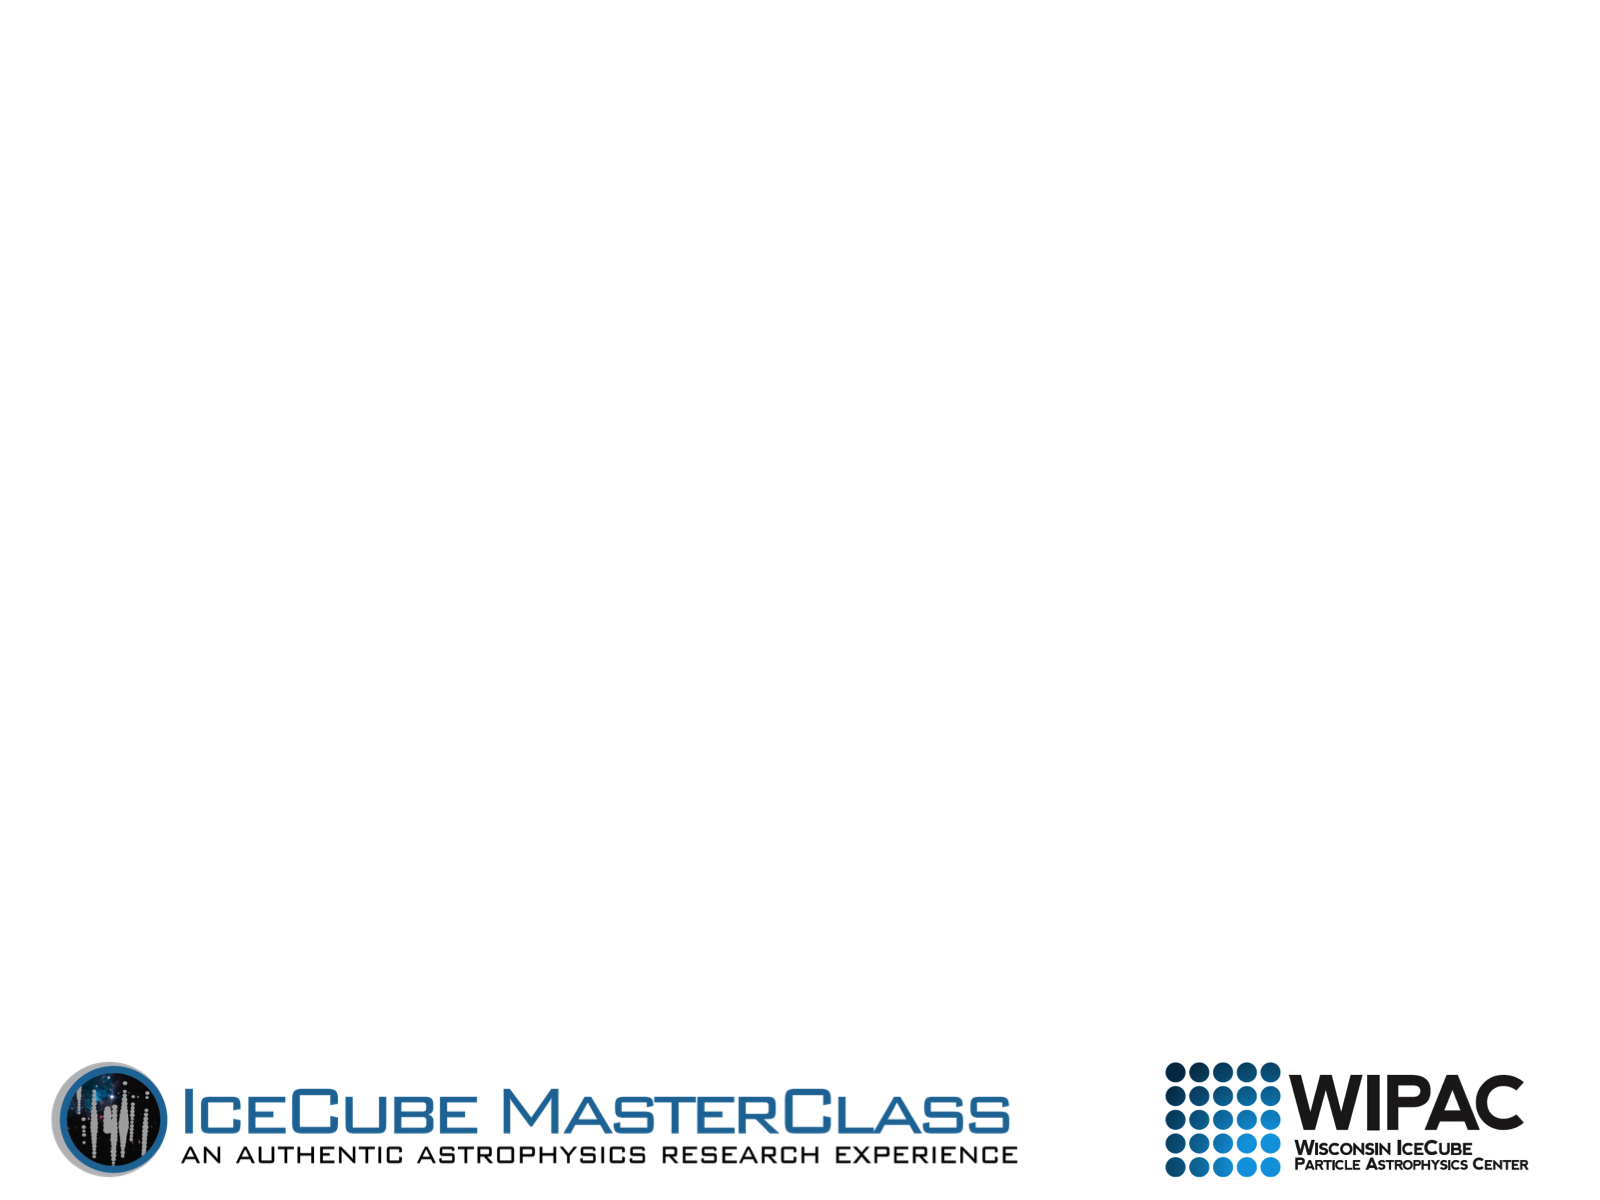 IceCube MasterClass
AN AUTHENTIC ASTROPHYSICS RESEARCH EXPERIENCE
WIPAC
Wisconsin IceCube
Particle Astrophysics Center